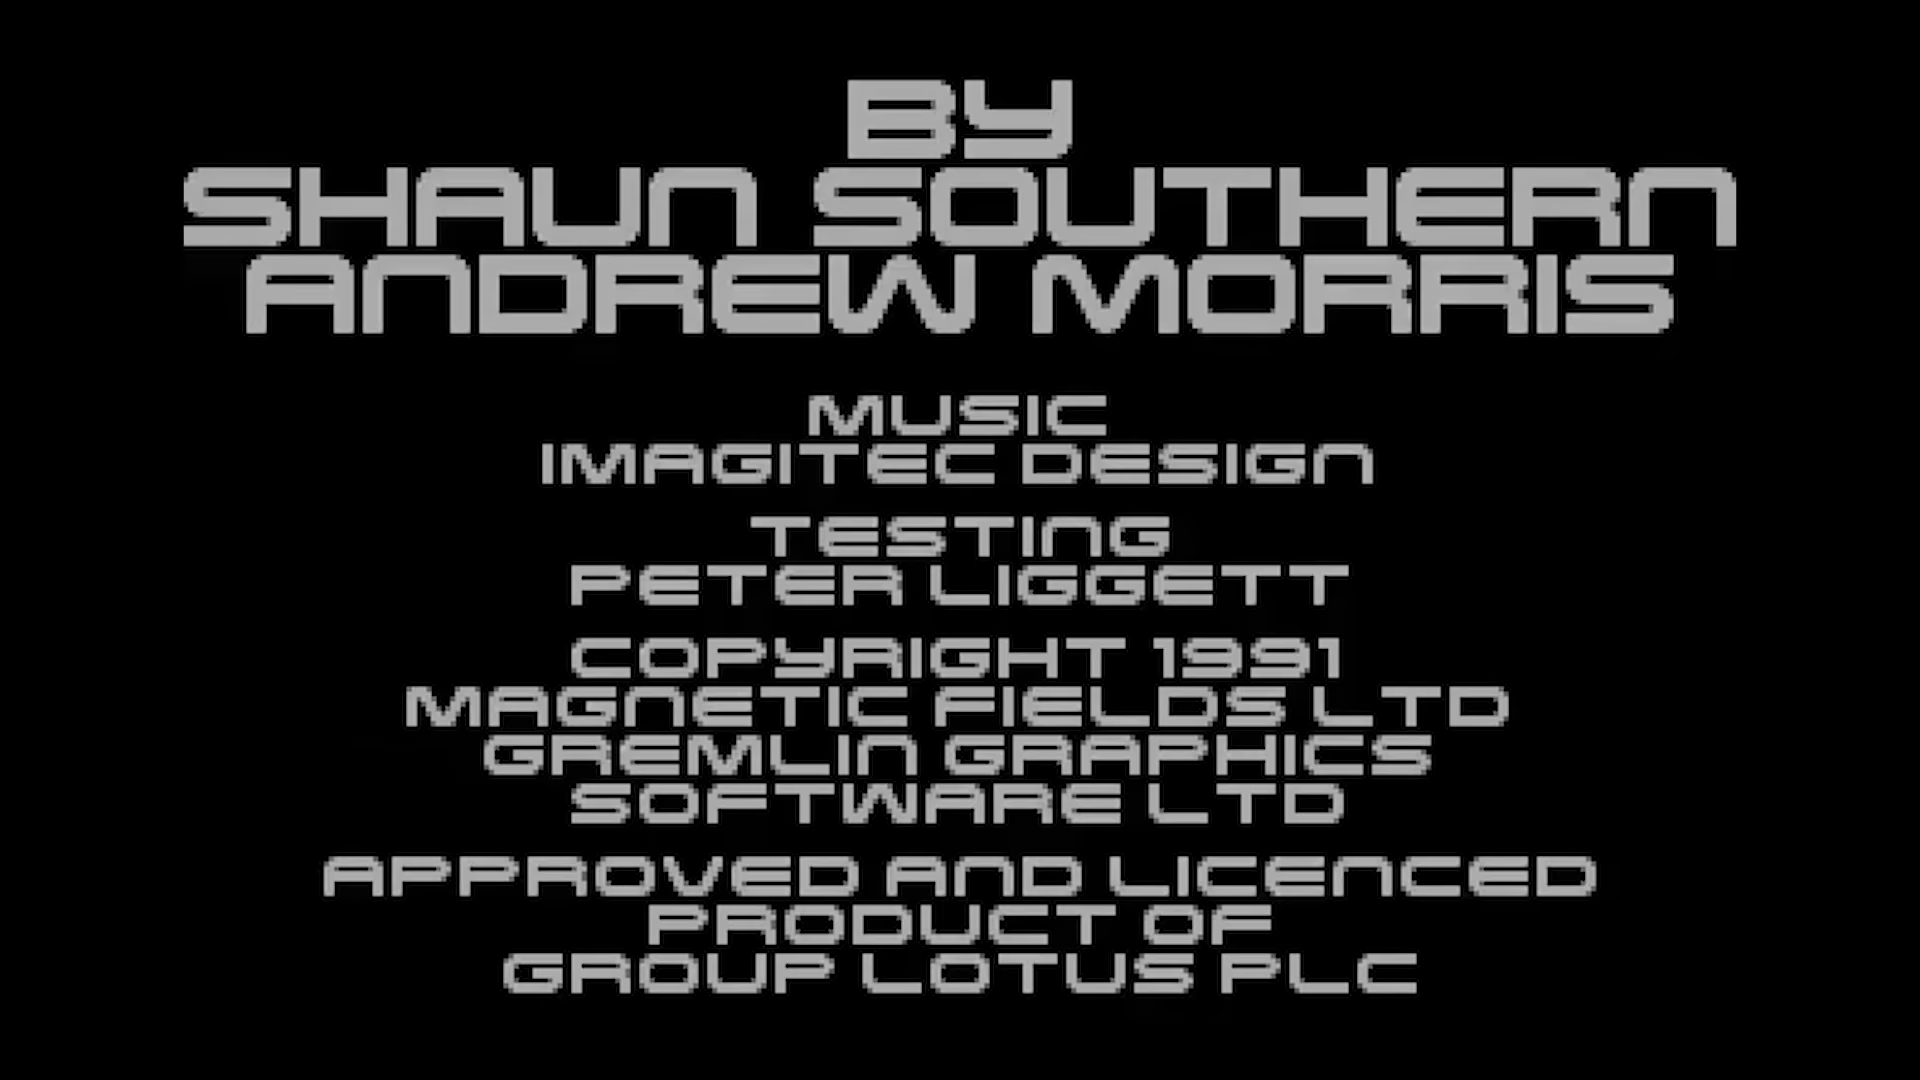 BY
SHAUN SOUTHERN
ANDREW MORRIS
MUSIC
IMAGITEC DESIGN
TESTING
PETER LIGGETT
COPYRIGHT 1991
MAGNETIC FIELDS LTD
GREMLIN GRAPHICS
SOFTWARE LTD
APPROVED AND LICENCED
PRODUCT OF
GROUP LOTUS PLC